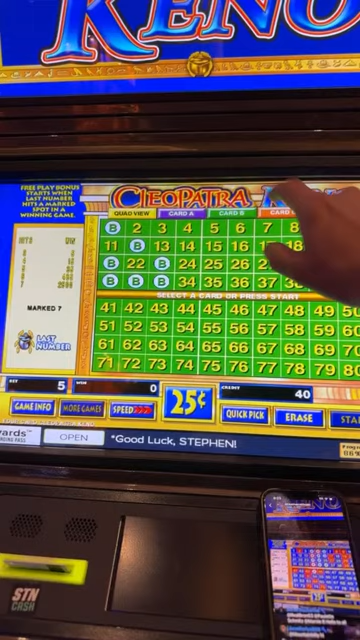 KENO
FREE PLAY BONUS
STARTS WHEN
LAST NUMBER
HITS A MARKED
SPOT IN A
WINNING GAME.
CLEOPATRA KENO
QUAD VIEW CARD A CARD B CARD
B 2 3 4 5 6 7 8
11 B 13 14 15 16 18
B 22 B 24 25 26
B B B 34 35 36 37
HITS WIN
MARKED 7
LAST
NUMBER
SELECT A CARD OR PRESS START
41 42 43 44 45 46 47 48 49 50
51 52 53 54 55 56 57 58 59
61 62 63 64 65 66 67 68 69 70
71 72 73 74 75 76 77 78 79 80
BET 5 WIN 0 CREDIT 40
GAME INFO MORE GAMES SPEED>>> 25¢ QUICK PICK ERASE STA
OPEN *Good Luck, STEPHEN!
STN
CASH
KENO